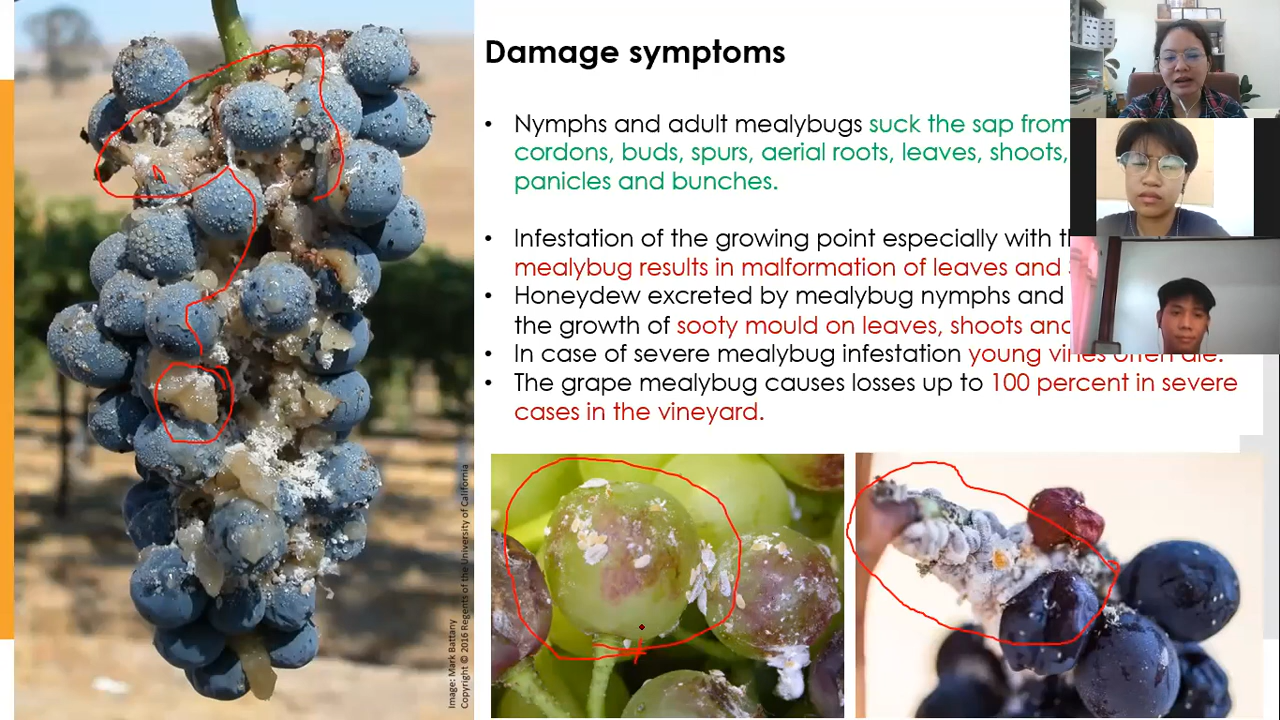 Damage symptoms
• Nymphs and adult mealybugs suck the sap from
cordons, buds, spurs, aerial roots, leaves, shoots,
panicles and bunches.
• Infestation of the growing point especially with
mealybug results in malformation of leaves and
• Honeydew excreted by mealybug nymphs and
the growth of sooty mould on leaves, shoots and
• In case of severe mealybug infestation young vines often die.
• The grape mealybug causes losses up to 100 percent in severe
cases in the vineyard.
Image: Mark Battany
Copyright © 2016 Regents of the University of California